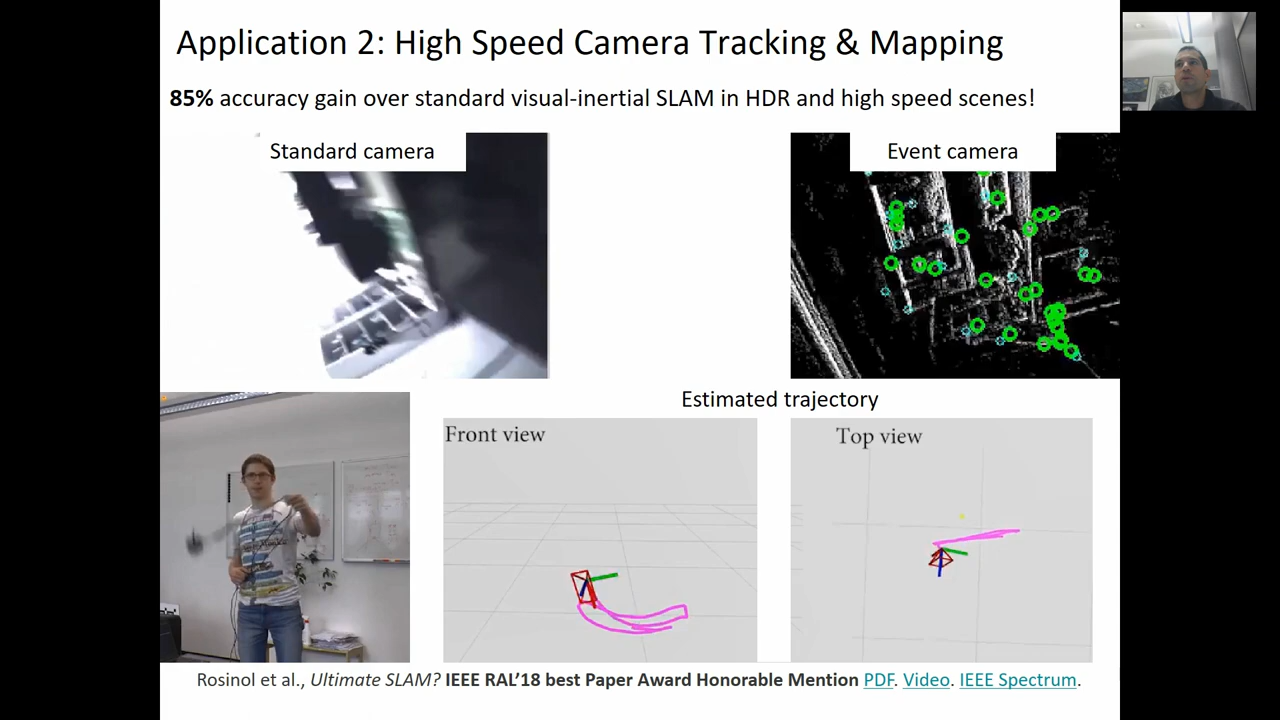 Application 2: High Speed Camera Tracking & Mapping
85% accuracy gain over standard visual-inertial SLAM in HDR and high speed scenes!
Standard camera
Event camera
Estimated trajectory
Front view
Top view
Rosinol et al., Ultimate SLAM? IEEE RAL’18 best Paper Award Honorable Mention PDF. Video. IEEE Spectrum.